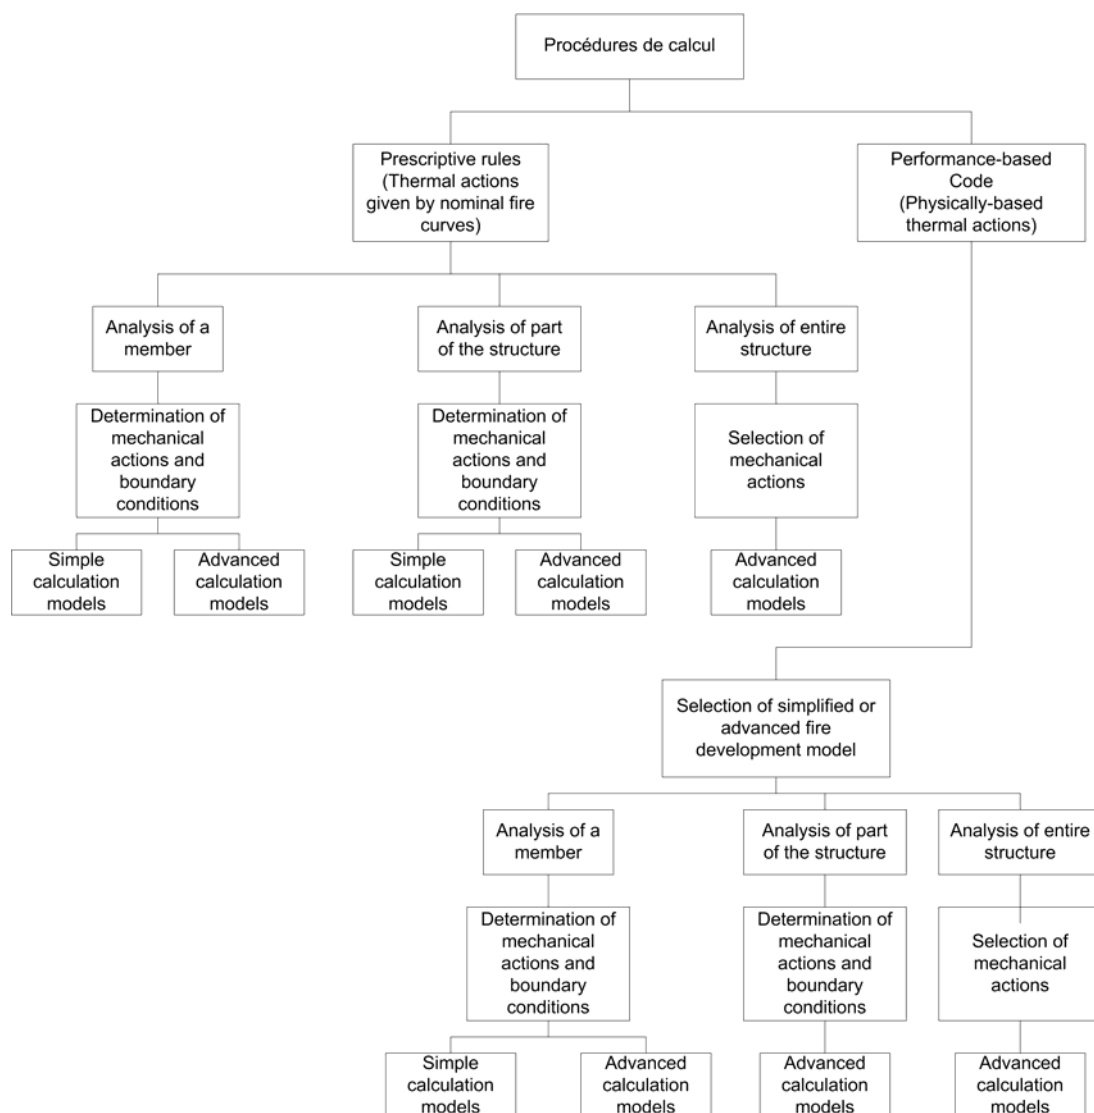 Procédures de calcul
Prescriptive rules
(Thermal actions
given by nominal fire
curves)
Performance-based
Code
(Physically-based
thermal actions)
Analysis of a
member
Analysis of part
of the structure
Analysis of entire
structure
Determination of
mechanical
actions and
boundary
conditions
Determination of
mechanical
actions and
boundary
conditions
Selection of
mechanical
actions
Simple
calculation
models
Advanced
calculation
models
Simple
calculation
models
Advanced
calculation
models
Advanced
calculation
models
Selection of simplified or
advanced fire
development model
Analysis of a
member
Analysis of part
of the structure
Analysis of entire
structure
Determination of
mechanical
actions and
boundary
conditions
Determination of
mechanical
actions and
boundary
conditions
Selection of
mechanical
actions
Simple
calculation
models
Advanced
calculation
models
Advanced
calculation
models
Advanced
calculation
models